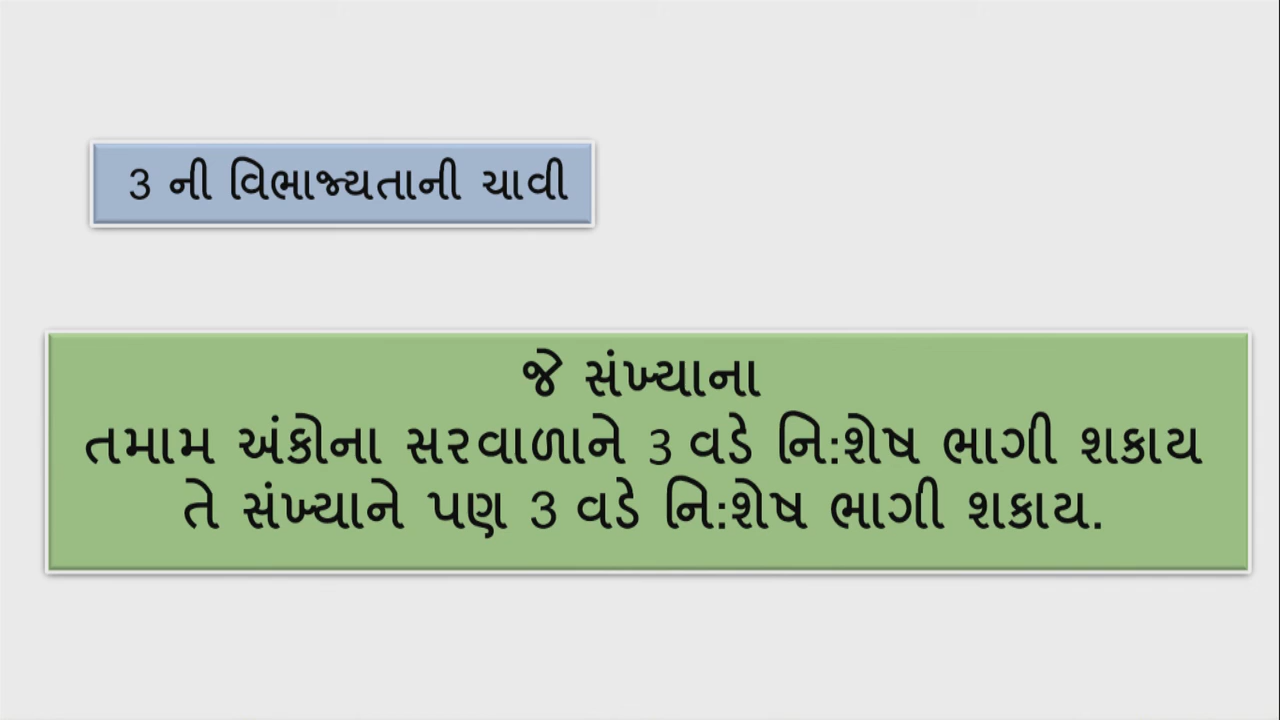 3 ની વિભાજ્યતાની ચાવી
જે સંખ્યાના
તમામ અંકોના સરવાળાને 3 વડે નિ:શેષ ભાગી શકાય
તે સંખ્યાને પણ 3 વડે નિ:શેષ ભાગી શકાય.